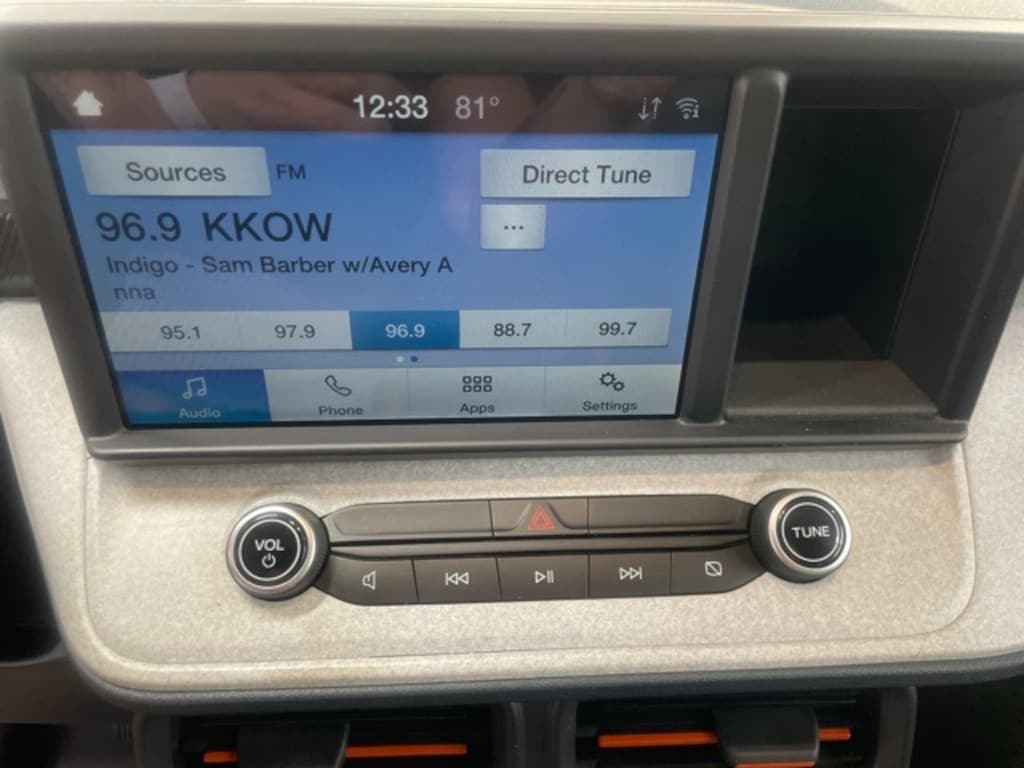 12:33 81°
Sources FM Direct Tune
96.9 KKOW ...
Indigo - Sam Barber w/Avery A
nna
95.1 97.9 96.9 88.7 99.7
Audio Phone Apps Settings
VOL TUNE